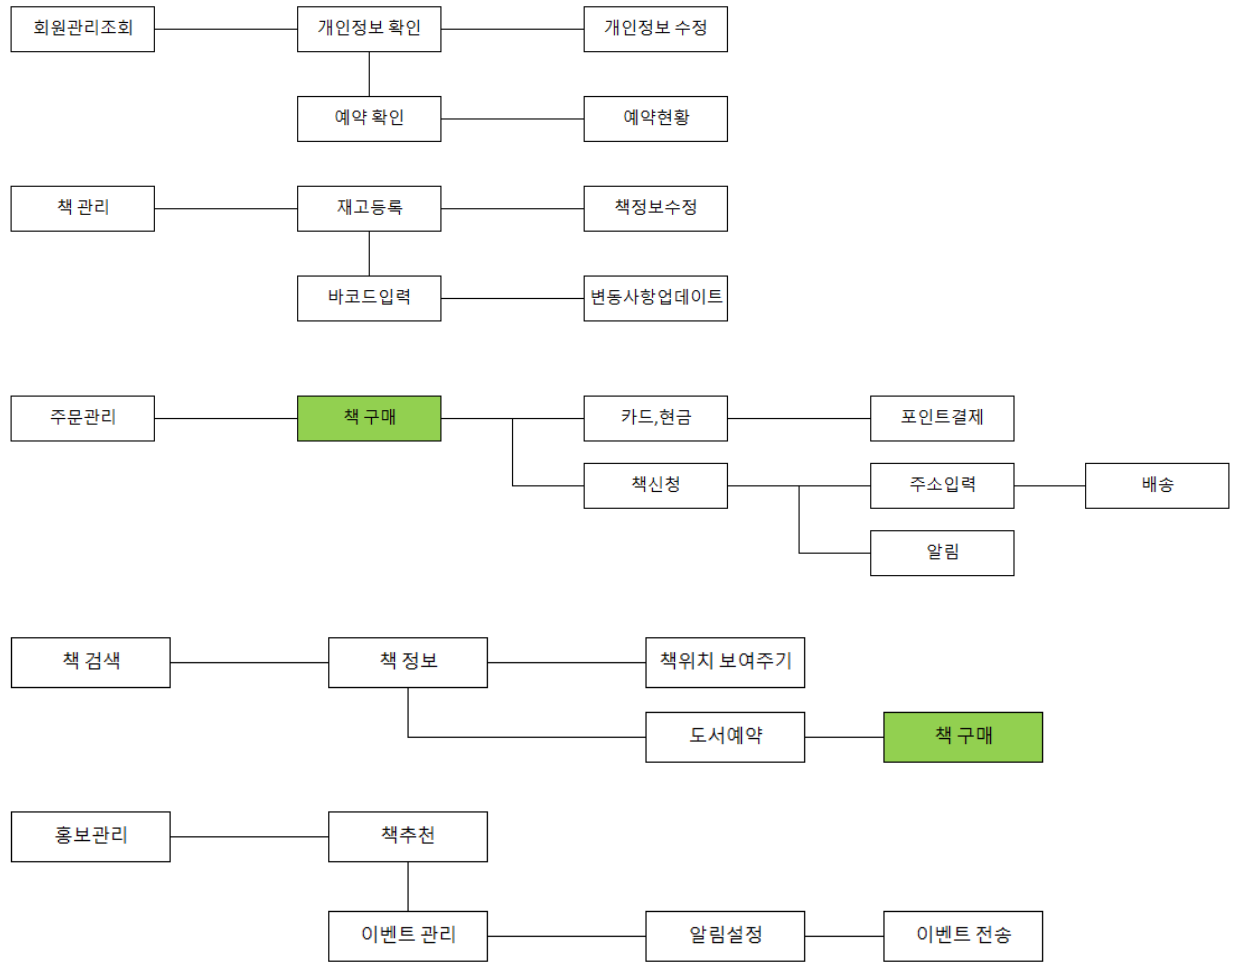 회원관리조회
개인정보 확인
개인정보 수정
예약 확인
예약현황
책 관리
재고등록
책정보수정
바코드입력
변동사항업데이트
주문관리
책 구매
카드,현금
포인트결제
책신청
주소입력
배송
알림
책 검색
책 정보
책위치 보여주기
도서예약
책 구매
홍보관리
책추천
이벤트 관리
알림설정
이벤트 전송